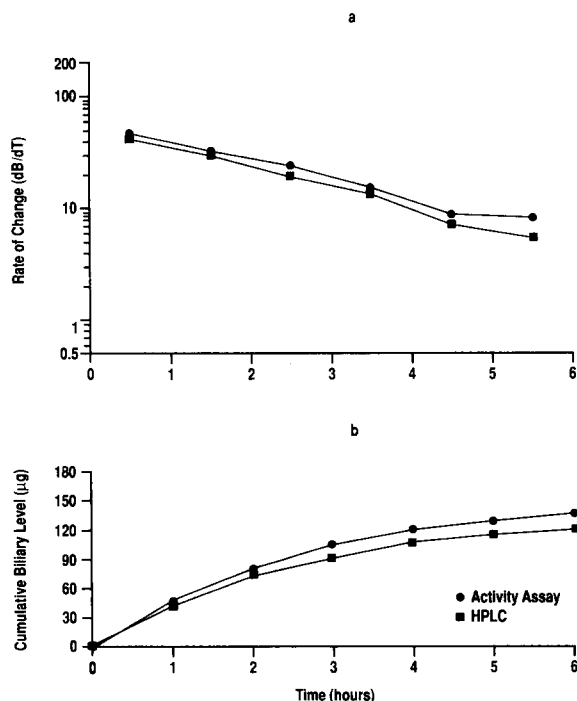 a
Rate of Change (dB/dT)
200
100
10
1
0.5
0 1 2 3 4 5 6
b
Cumulative Biliary Level (μg)
180
150
120
90
60
30
0
● Activity Assay
■ HPLC
0 1 2 3 4 5 6
Time (hours)